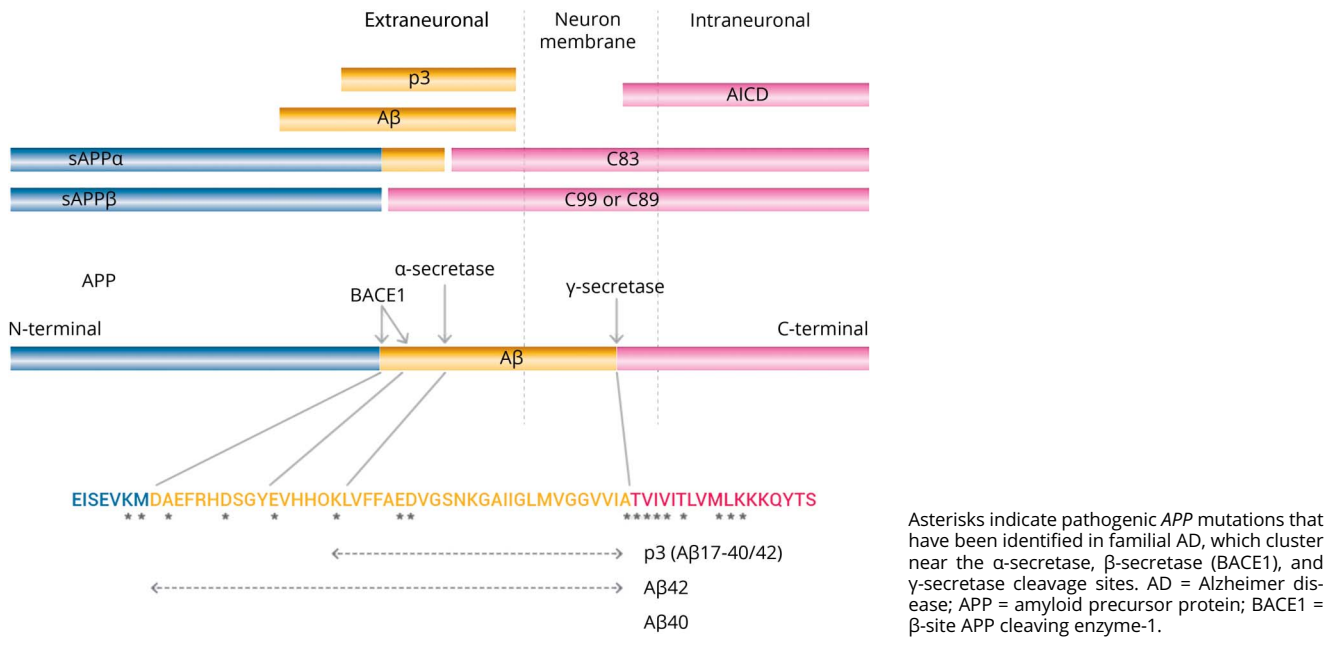 Extraneuronal
Neuron
membrane
Intraneuronal
p3
AICD
Aβ
sAPPα
C83
sAPPβ
C99 or C89
APP
α-secretase
BACE1
γ-secretase
N-terminal
C-terminal
Aβ
EISEVKMDAEFRHDSGYEVHHOKLVFFAEDVGSNKGAIIGLMVGGVVIATVIVITLVMLKKKQYTS
* * * * * * * * * * * * * * * * *
p3 (Aβ17-40/42)
Aβ42
Aβ40
Asterisks indicate pathogenic APP mutations that
have been identified in familial AD, which cluster
near the α-secretase, β-secretase (BACE1), and
γ-secretase cleavage sites. AD = Alzheimer dis-
ease; APP = amyloid precursor protein; BACE1 =
β-site APP cleaving enzyme-1.